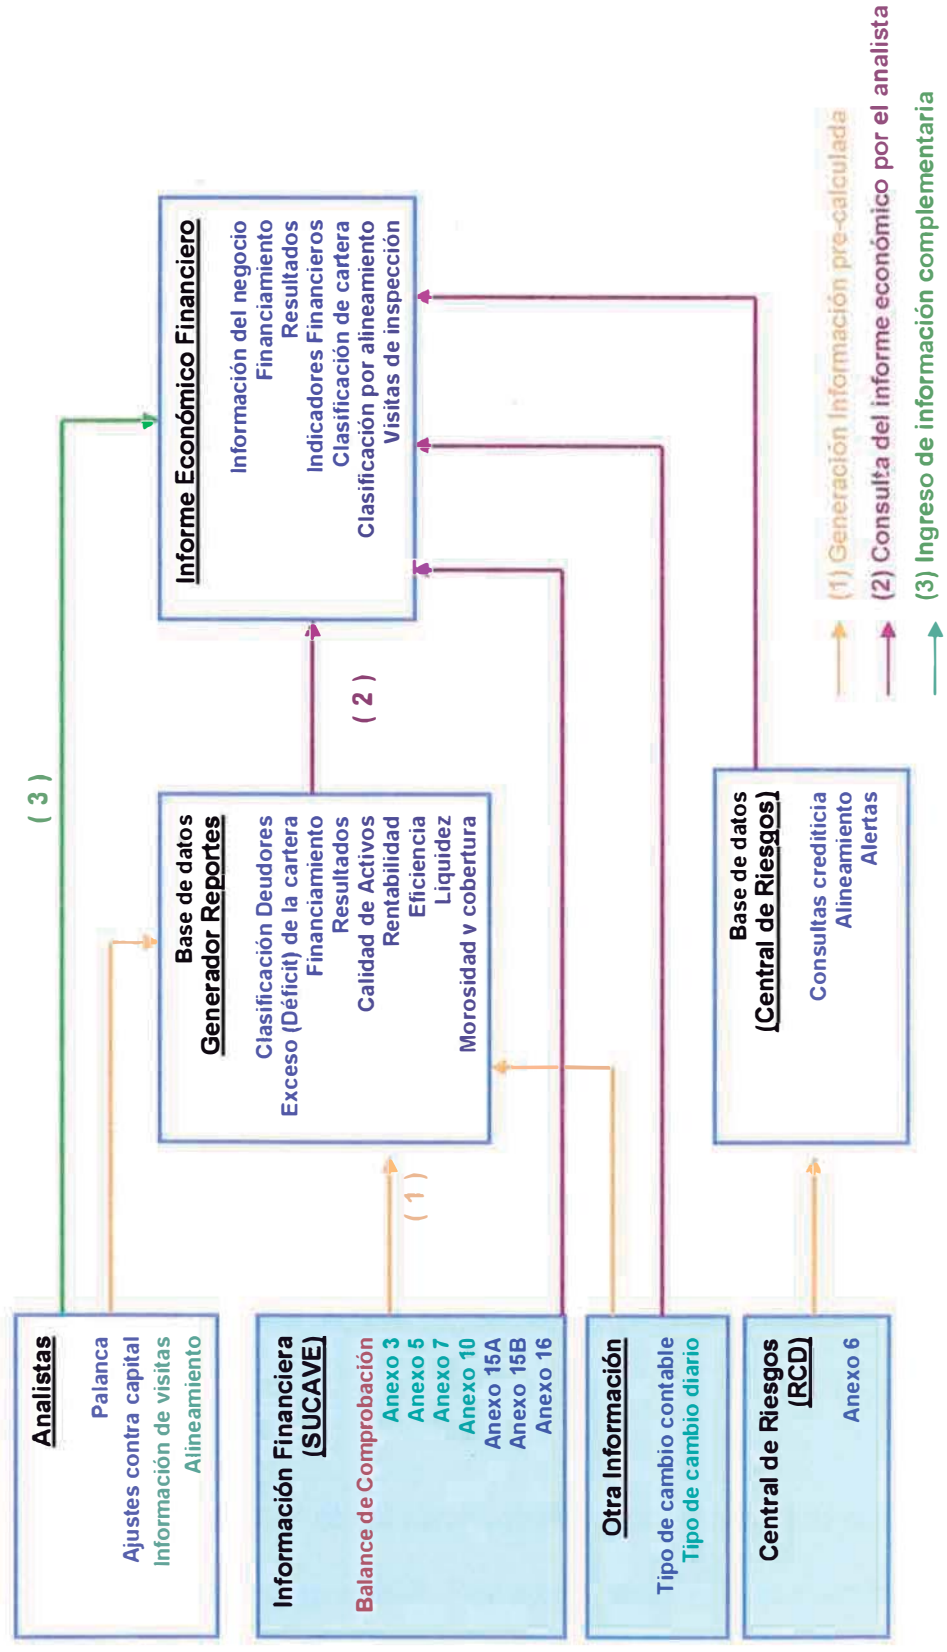 Analistas
Palanca
Ajustes contra capital
Información de visitas
Alineamiento
Información Financiera
(SUCAVE)
Balance de Comprobación
Anexo 3
Anexo 5
Anexo 7
Anexo 10
Anexo 15A
Anexo 15B
Anexo 16
Otra Información
Tipo de cambio contable
Tipo de cambio diario
Central de Riesgos
(RCD)
Anexo 6
( 3 )
( 1 )
Base de datos
Generador Reportes
Clasificación Deudores
Exceso (Déficit) de la cartera
Financiamiento
Resultados
Calidad de Activos
Rentabilidad
Eficiencia
Liquidez
Morosidad v cobertura
Base de datos
(Central de Riesgos)
Consultas crediticia
Alineamiento
Alertas
( 2 )
Informe Económico Financiero
Información del negocio
Financiamiento
Resultados
Indicadores Financieros
Clasificación de cartera
Clasificación por alineamiento
Visitas de inspección
(1) Generación Información pre-calculada
(2) Consulta del informe económico por el analista
(3) Ingreso de información complementaria